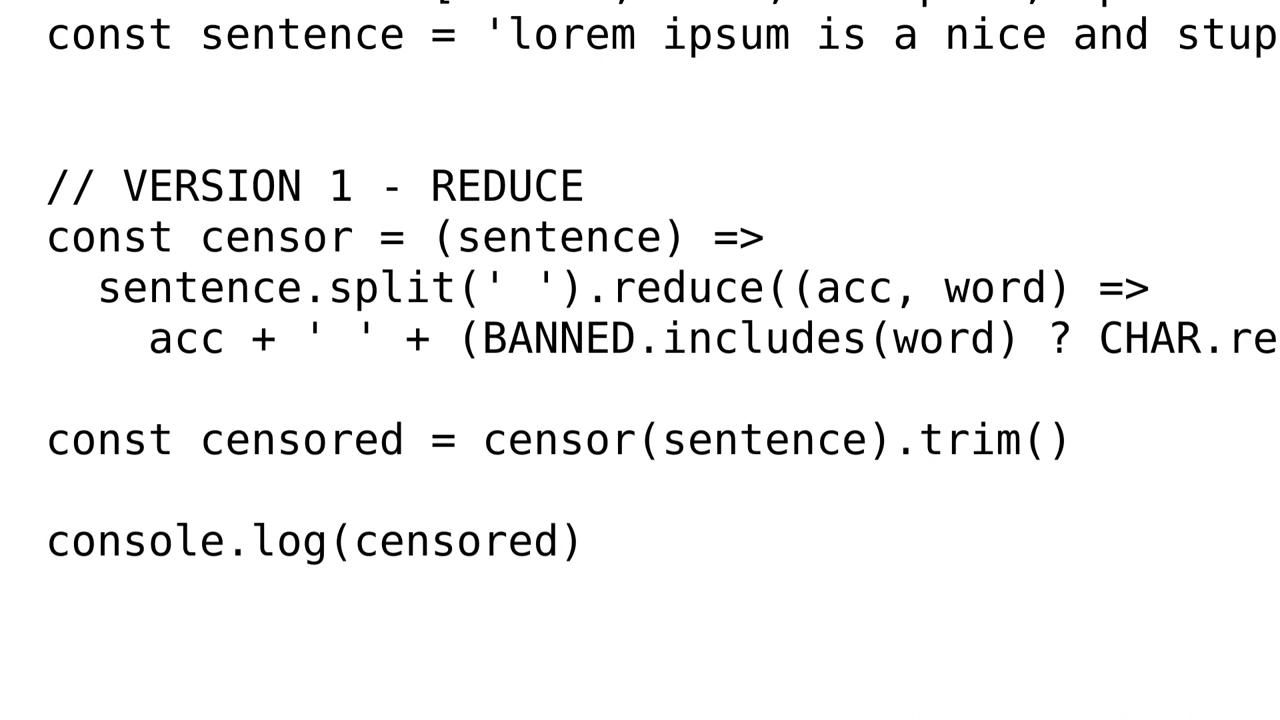 const sentence = 'lorem ipsum is a nice and stup
// VERSION 1 - REDUCE
const censor = (sentence) =>
sentence.split(' ').reduce((acc, word) =>
acc + ' ' + (BANNED.includes(word) ? CHAR.re
const censored = censor(sentence).trim()
console.log(censored)